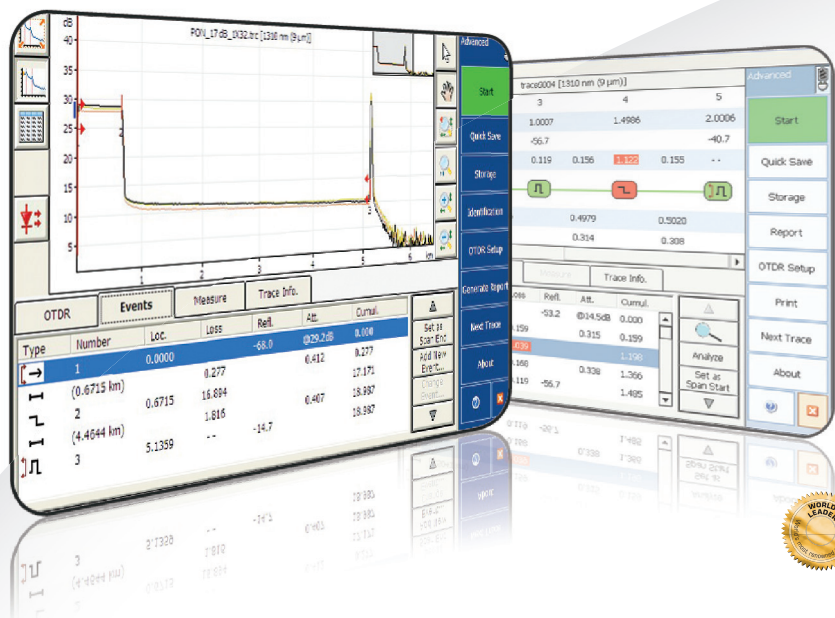 dB
PON_17 dB_1X32.trc [1310 nm (9 µm)]
40
35
30
25
20
15
10
5
2
3
1 2 3 4 5 6 km
Advanced
Start
Quick Save
Storage
Identification
OTDR Setup
Generate Report
Next Trace
About
OTDR Events Measure Trace Info.
Type Number Loc. Loss Refl. Att. Cumul.
1 0.0000 -68.0 @29.2dB 0.000
(0.6715 km) 0.277 0.412 0.277
2 0.6715 16.894 17.171
(4.4644 km) 1.816 0.407 18.987
3 5.1359 -- -14.7 18.987
Set as
Span End
Add New
Event...
Change
Event...
trace0004 [1310 nm (9 µm)]
3 4 5
1.0007 1.4986 2.0006
-56.7 -40.7
0.119 0.156 1.122 0.155 --
0.4979 0.5020
0.314 0.308
Measure Trace Info.
Loss Refl. Att. Cumul.
-53.2 @14.5dB 0.000
.159 0.315 0.159
.039 1.198
.168 0.338 1.366
.119 -56.7 1.485
Analyze
Set as
Span Start
Advanced
Start
Quick Save
Storage
Report
OTDR Setup
Print
Next Trace
About
WORLD
LEADER